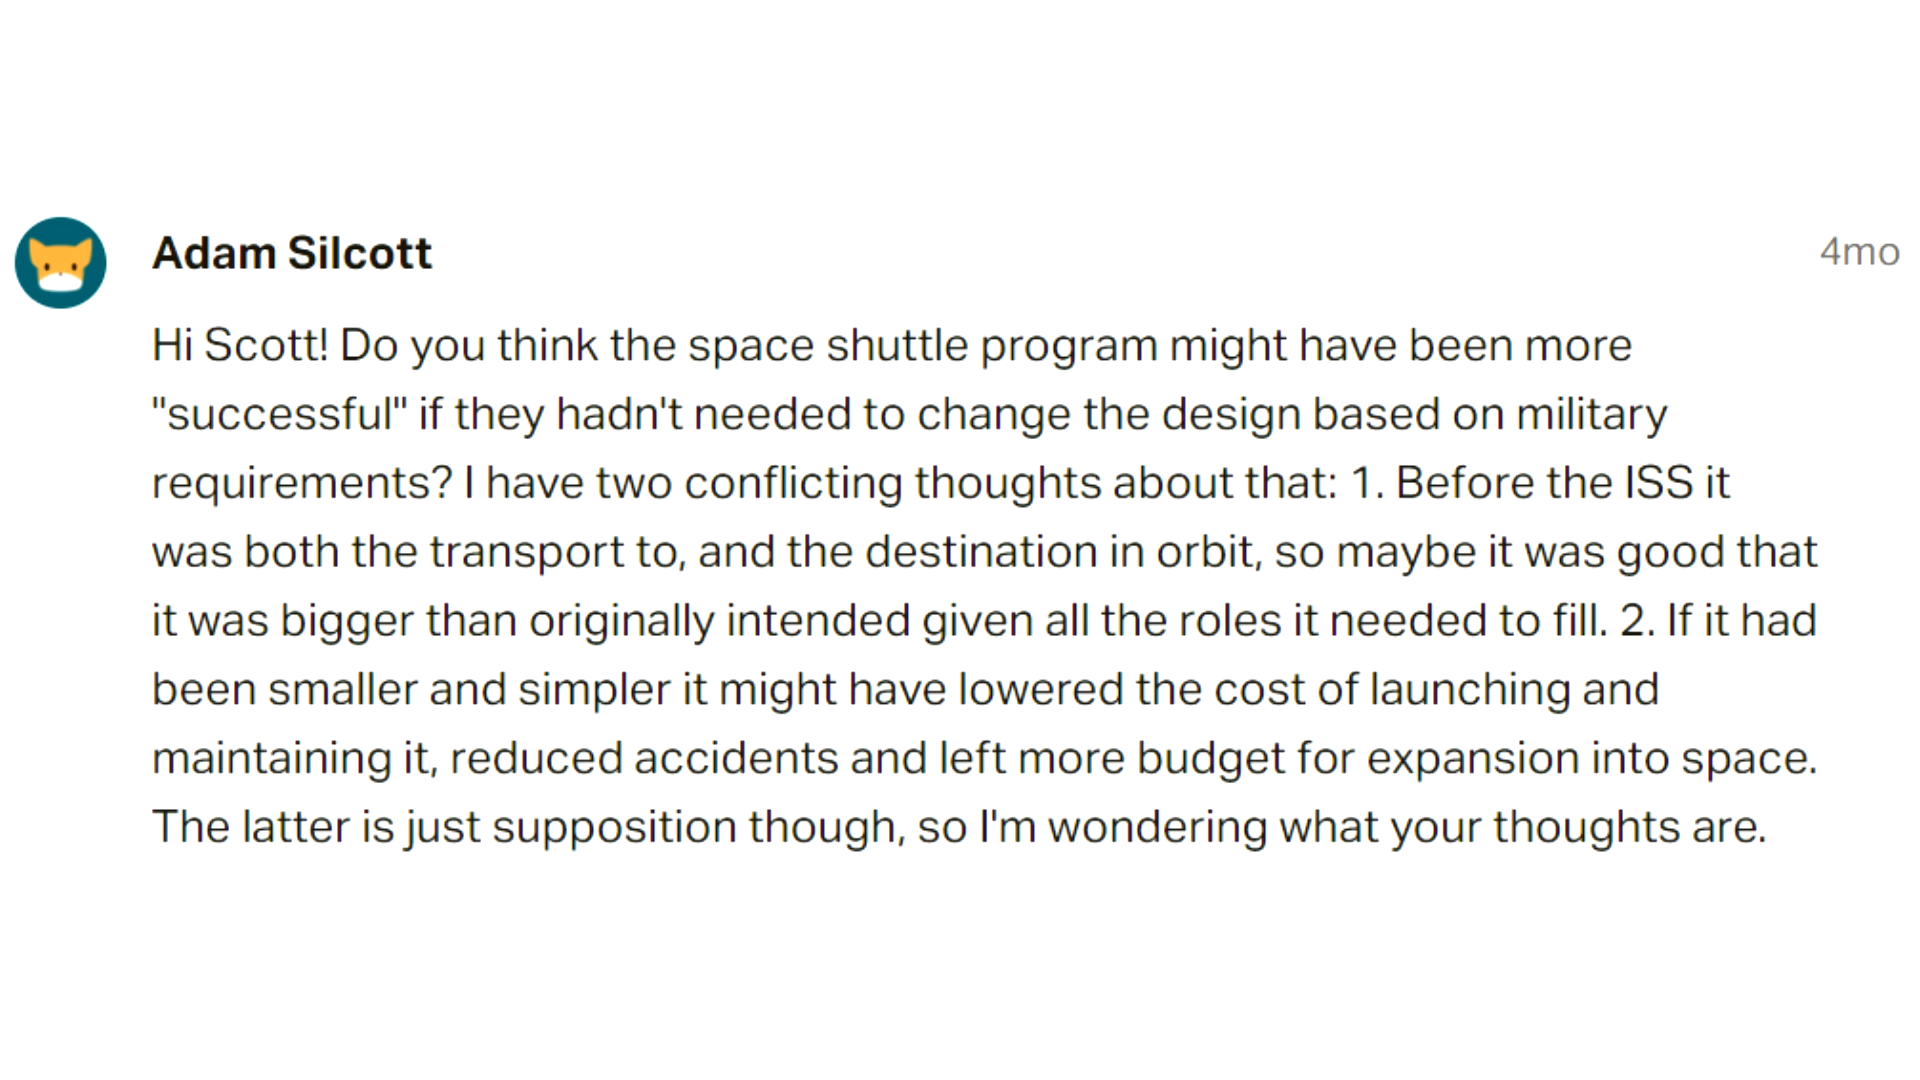 Adam Silcott
4mo
Hi Scott! Do you think the space shuttle program might have been more
"successful" if they hadn't needed to change the design based on military
requirements? I have two conflicting thoughts about that: 1. Before the ISS it
was both the transport to, and the destination in orbit, so maybe it was good that
it was bigger than originally intended given all the roles it needed to fill. 2. If it had
been smaller and simpler it might have lowered the cost of launching and
maintaining it, reduced accidents and left more budget for expansion into space.
The latter is just supposition though, so I'm wondering what your thoughts are.